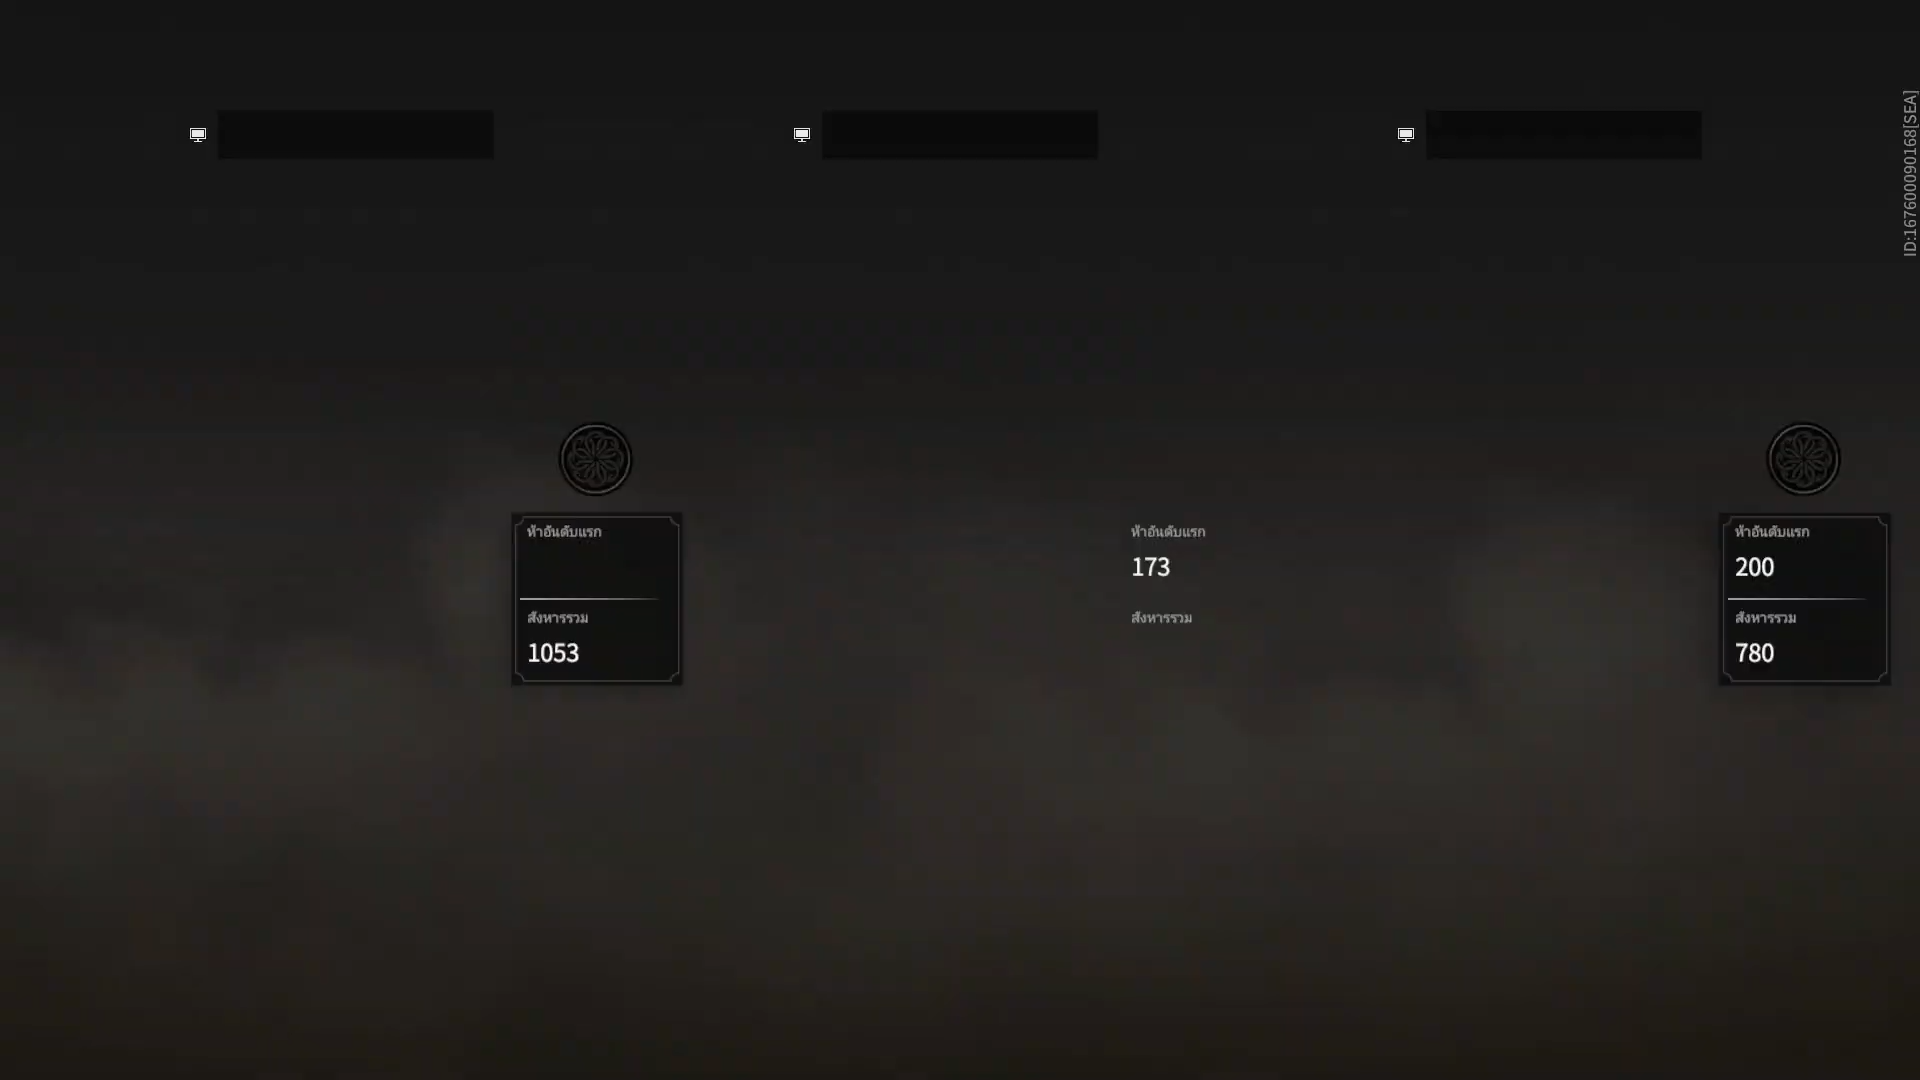 ID:1676000090168[SEA]
ห้าอันดับแรก
สังหารรวม
1053
ห้าอันดับแรก
173
สังหารรวม
ห้าอันดับแรก
200
สังหารรวม
780